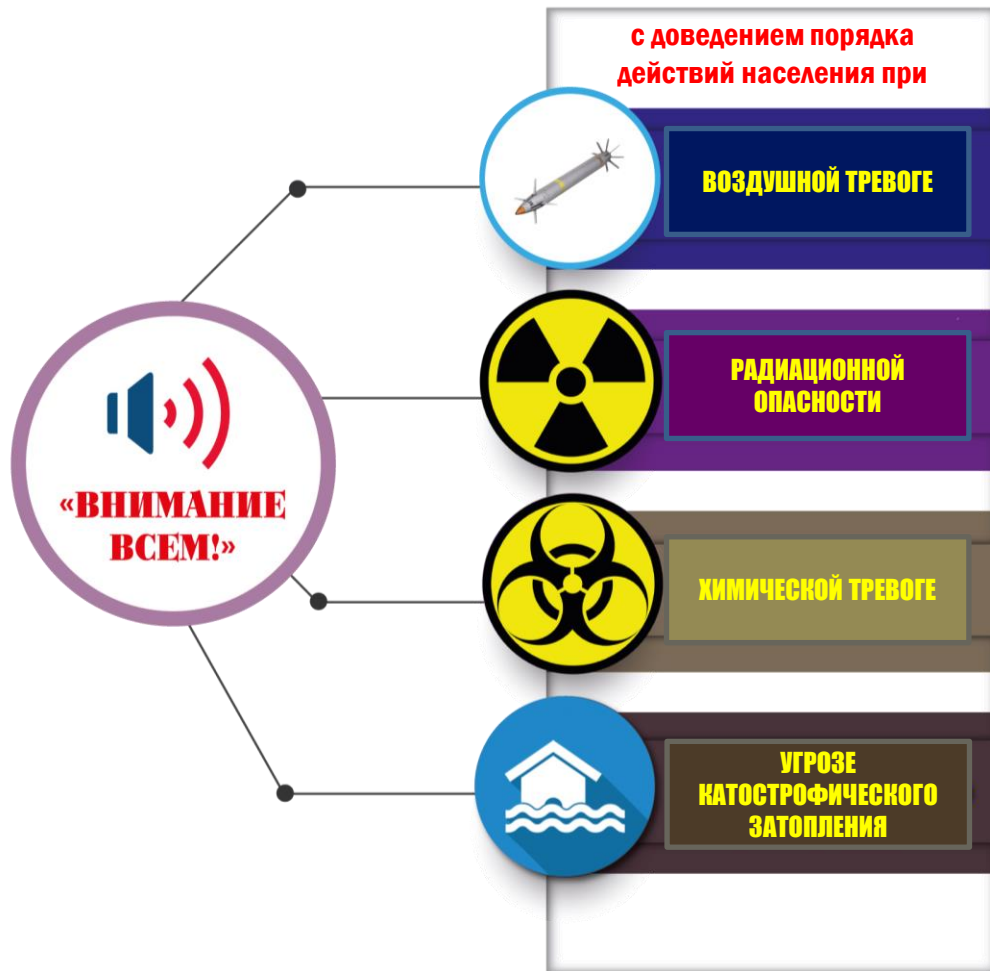 с доведением порядка
действий населения при
ВОЗДУШНОЙ ТРЕВОГЕ
РАДИАЦИОННОЙ
ОПАСНОСТИ
«ВНИМАНИЕ
ВСЕМ!»
ХИМИЧЕСКОЙ ТРЕВОГЕ
УГРОЗЕ
КАТОСТРОФИЧЕСКОГО
ЗАТОПЛЕНИЯ